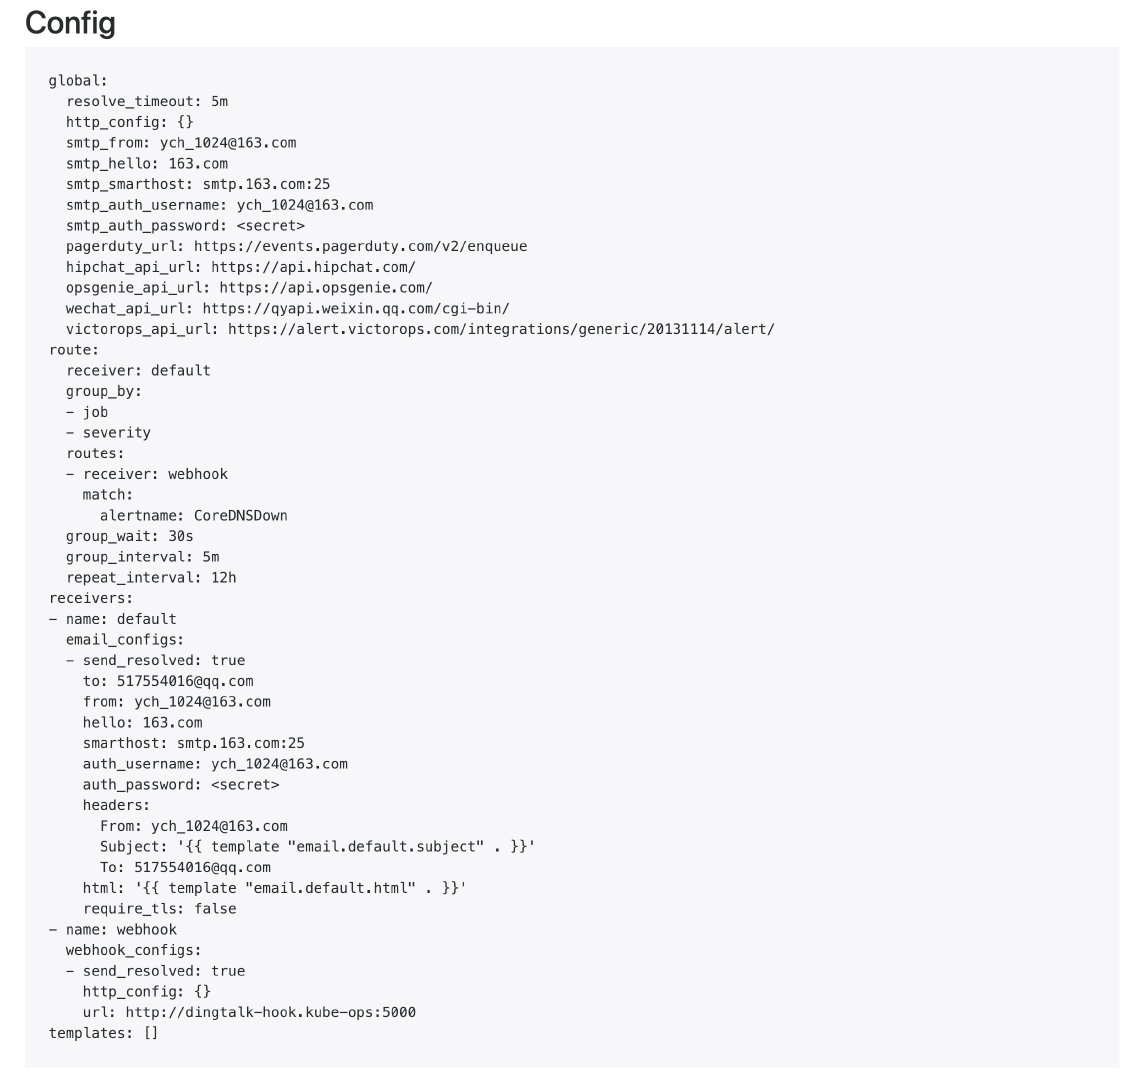 Config
global:
  resolve_timeout: 5m
  http_config: {}
  smtp_from: ych_1024@163.com
  smtp_hello: 163.com
  smtp_smarthost: smtp.163.com:25
  smtp_auth_username: ych_1024@163.com
  smtp_auth_password: <secret>
  pagerduty_url: https://events.pagerduty.com/v2/enqueue
  hipchat_api_url: https://api.hipchat.com/
  opsgenie_api_url: https://api.opsgenie.com/
  wechat_api_url: https://qyapi.weixin.qq.com/cgi-bin/
  victorops_api_url: https://alert.victorops.com/integrations/generic/20131114/alert/
route:
  receiver: default
  group_by:
  - job
  - severity
  routes:
  - receiver: webhook
    match:
      alertname: CoreDNSDown
  group_wait: 30s
  group_interval: 5m
  repeat_interval: 12h
receivers:
- name: default
  email_configs:
  - send_resolved: true
    to: 517554016@qq.com
    from: ych_1024@163.com
    hello: 163.com
    smarthost: smtp.163.com:25
    auth_username: ych_1024@163.com
    auth_password: <secret>
    headers:
      From: ych_1024@163.com
      Subject: '{{ template "email.default.subject" . }}'
      To: 517554016@qq.com
    html: '{{ template "email.default.html" . }}'
    require_tls: false
- name: webhook
  webhook_configs:
  - send_resolved: true
    http_config: {}
    url: http://dingtalk-hook.kube-ops:5000
templates: []